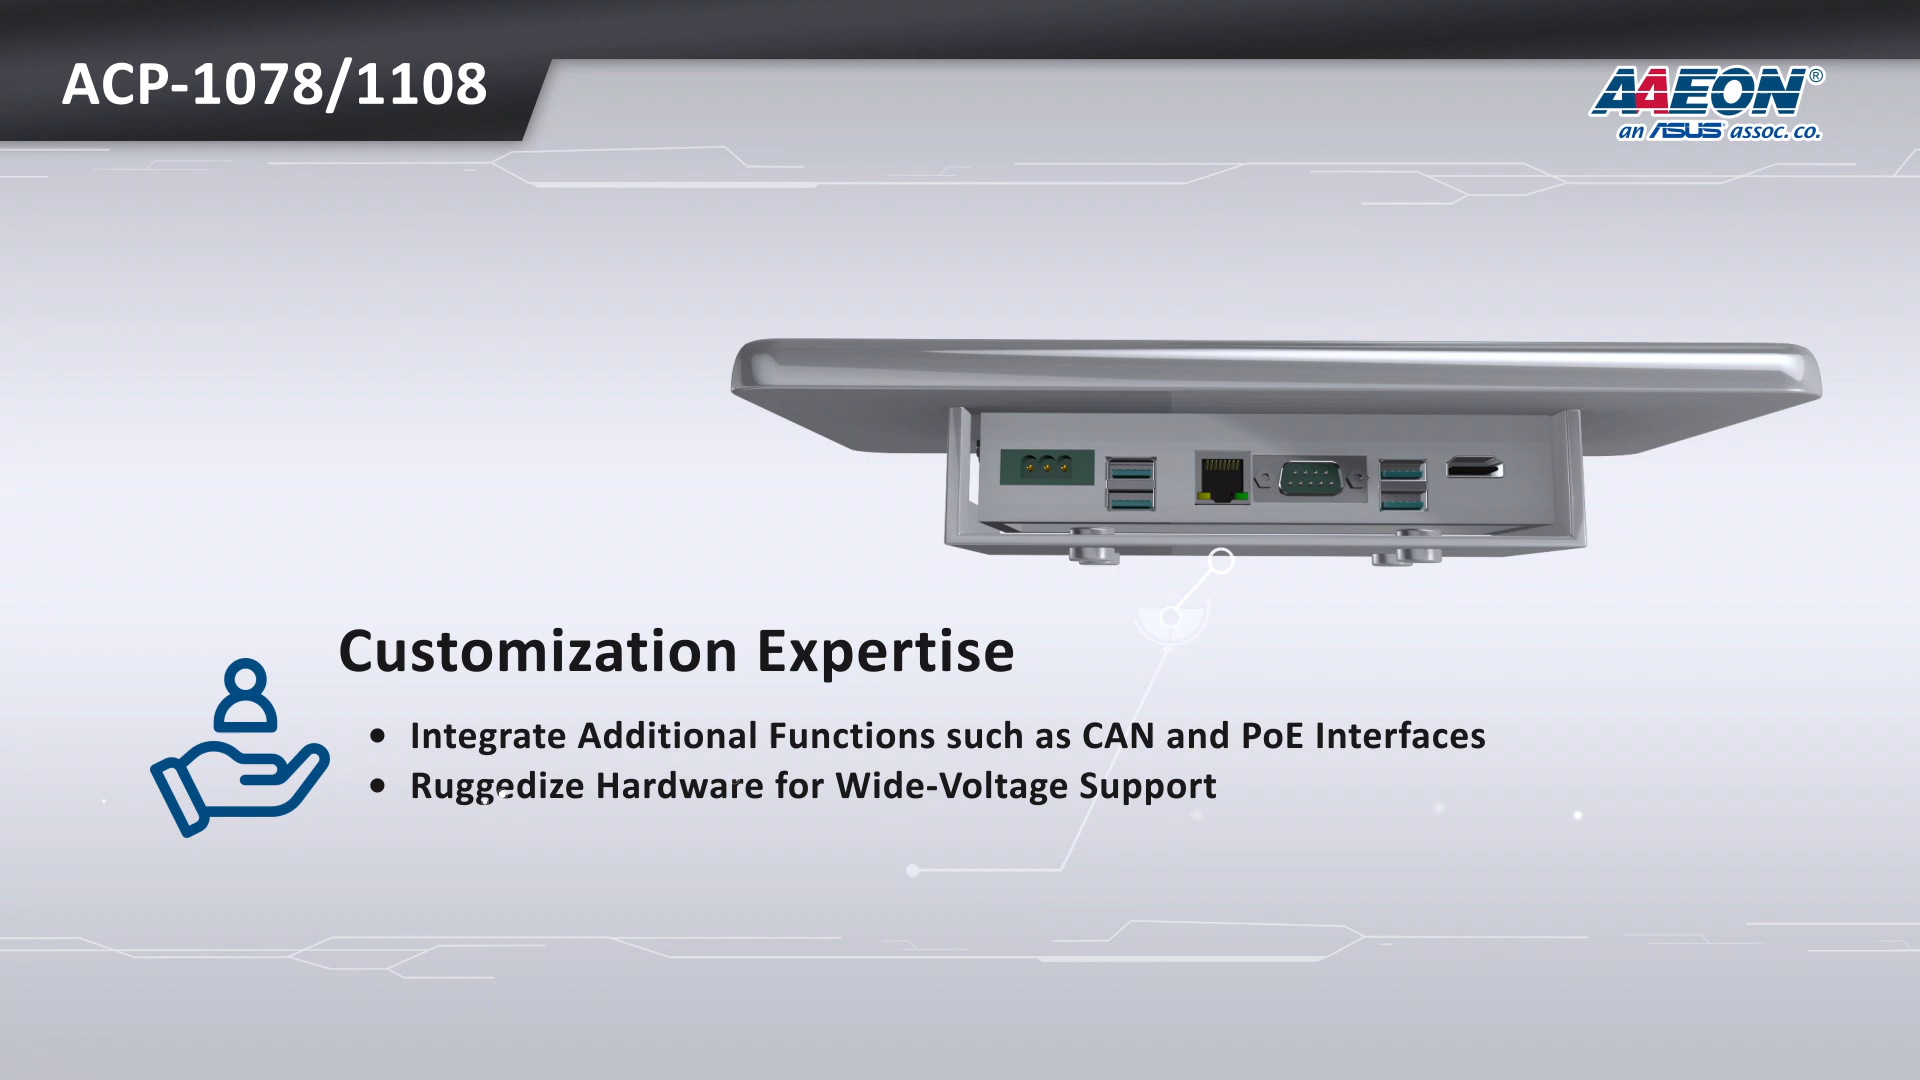 ACP-1078/1108
AAEON®
an ASUS assoc. co.
Customization Expertise
• Integrate Additional Functions such as CAN and PoE Interfaces
• Ruggedize Hardware for Wide-Voltage Support